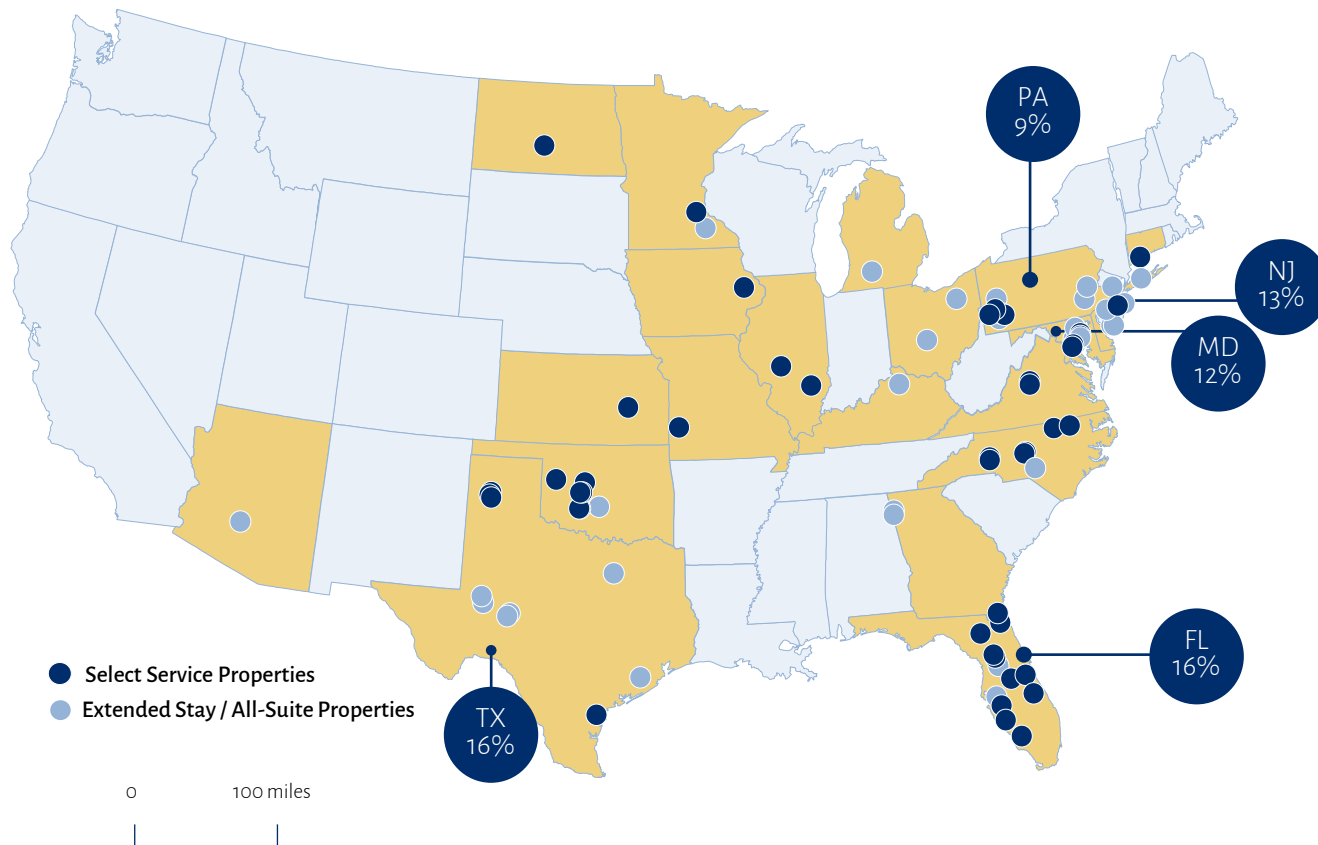 PA
9%
NJ
13%
MD
12%
FL
16%
TX
16%
Select Service Properties
Extended Stay / All-Suite Properties
0 100 miles